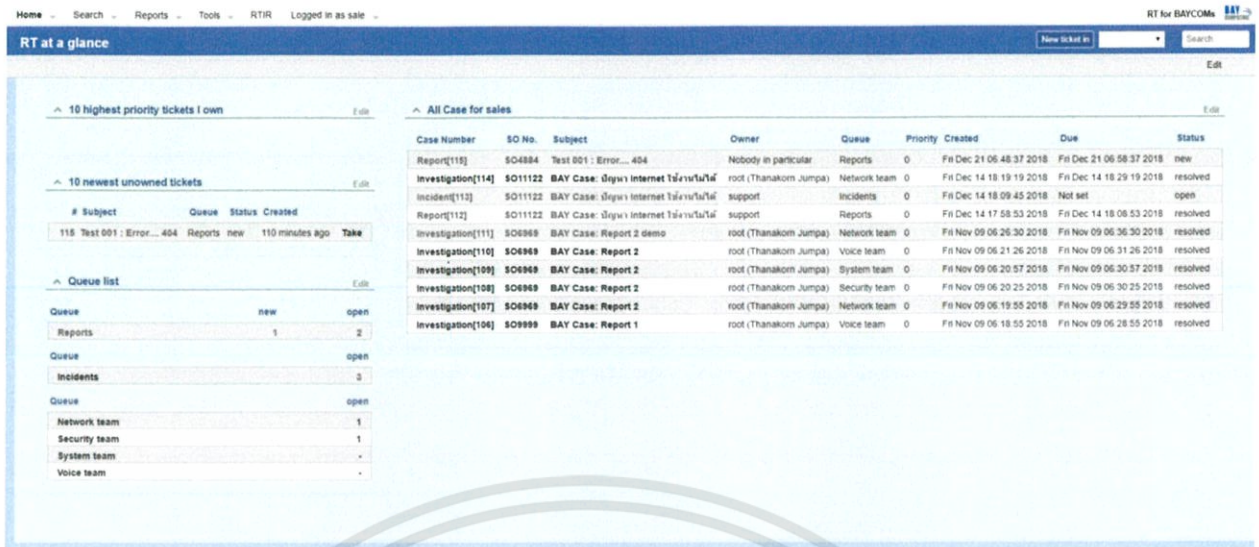 Home Search Reports Tools RTIR Logged in as sale RT for BAYCOMs BAY
RT at a glance New ticket in Search
Edit
10 highest priority tickets I own Edit
10 newest unowned tickets Edit
# Subject Queue Status Created
115 Test 001 : Error.... 404 Reports new 110 minutes ago Take
Queue list Edit
Queue new open
Reports 1 2
Queue open
Incidents 3
Queue open
Network team 1
Security team 1
System team -
Voice team -
All Case for sales Edit
Case Number SO No. Subject Owner Queue Priority Created Due Status
Report[115] SO4884 Test 001 : Error.... 404 Nobody in particular Reports 0 Fri Dec 21 06:48:37 2018 Fri Dec 21 06:58:37 2018 new
Investigation[114] SO11122 BAY Case: ปัญหา Internet ใช้งานไม่ได้ root (Thanakorn Jumpa) Network team 0 Fri Dec 14 18:19:19 2018 Fri Dec 14 18:29:19 2018 resolved
Incident[113] SO11122 BAY Case: ปัญหา Internet ใช้งานไม่ได้ support Incidents 0 Fri Dec 14 18:09:45 2018 Not set open
Report[112] SO11122 BAY Case: ปัญหา Internet ใช้งานไม่ได้ support Reports 0 Fri Dec 14 17:58:53 2018 Fri Dec 14 18:08:53 2018 resolved
Investigation[111] SO6969 BAY Case: Report 2 demo root (Thanakorn Jumpa) Network team 0 Fri Nov 09 06:26:30 2018 Fri Nov 09 06:36:30 2018 resolved
Investigation[110] SO6969 BAY Case: Report 2 root (Thanakorn Jumpa) Voice team 0 Fri Nov 09 06:21:26 2018 Fri Nov 09 06:31:26 2018 resolved
Investigation[109] SO6969 BAY Case: Report 2 root (Thanakorn Jumpa) System team 0 Fri Nov 09 06:20:57 2018 Fri Nov 09 06:30:57 2018 resolved
Investigation[108] SO6969 BAY Case: Report 2 root (Thanakorn Jumpa) Security team 0 Fri Nov 09 06:20:25 2018 Fri Nov 09 06:30:25 2018 resolved
Investigation[107] SO6969 BAY Case: Report 2 root (Thanakorn Jumpa) Network team 0 Fri Nov 09 06:19:55 2018 Fri Nov 09 06:29:55 2018 resolved
Investigation[106] SO9999 BAY Case: Report 1 root (Thanakorn Jumpa) Voice team 0 Fri Nov 09 06:18:55 2018 Fri Nov 09 06:28:55 2018 resolved